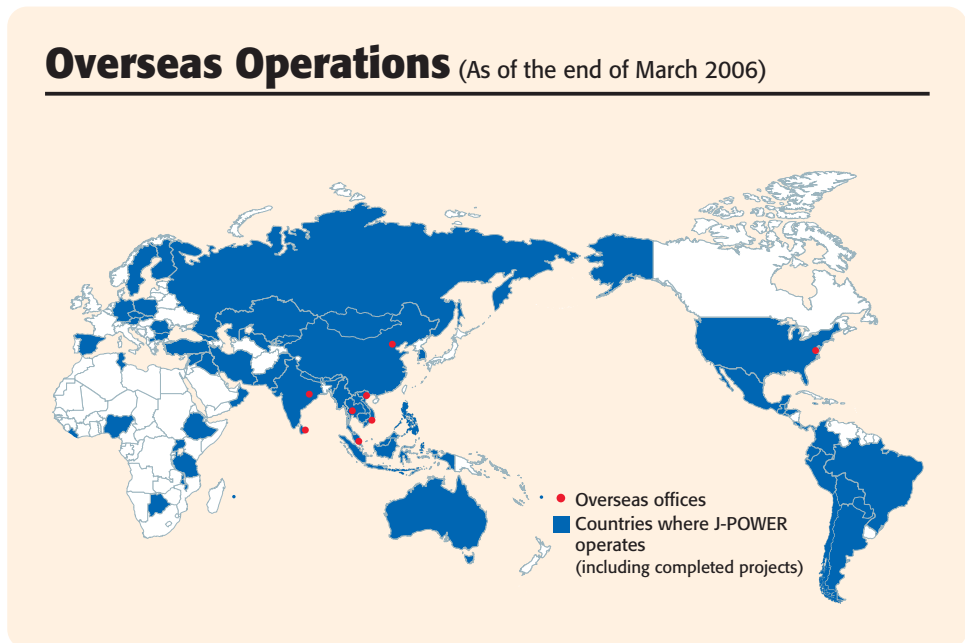 Overseas Operations (As of the end of March 2006)
Overseas offices
Countries where J-POWER
operates
(including completed projects)